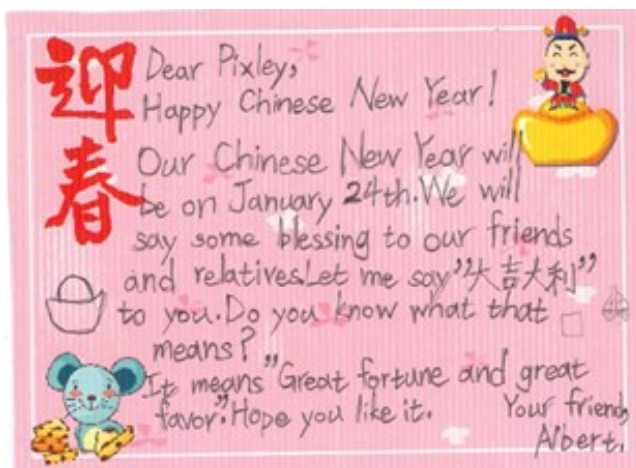 迎春
Dear Pixley,
Happy Chinese New Year!
Our Chinese New Year will
be on January 24th. We will
say some blessing to our friends
and relatives. Let me say "大吉大利"
to you. Do you know what that
means?
It means "Great fortune and great
favor". Hope you like it.
Your friend,
Albert.